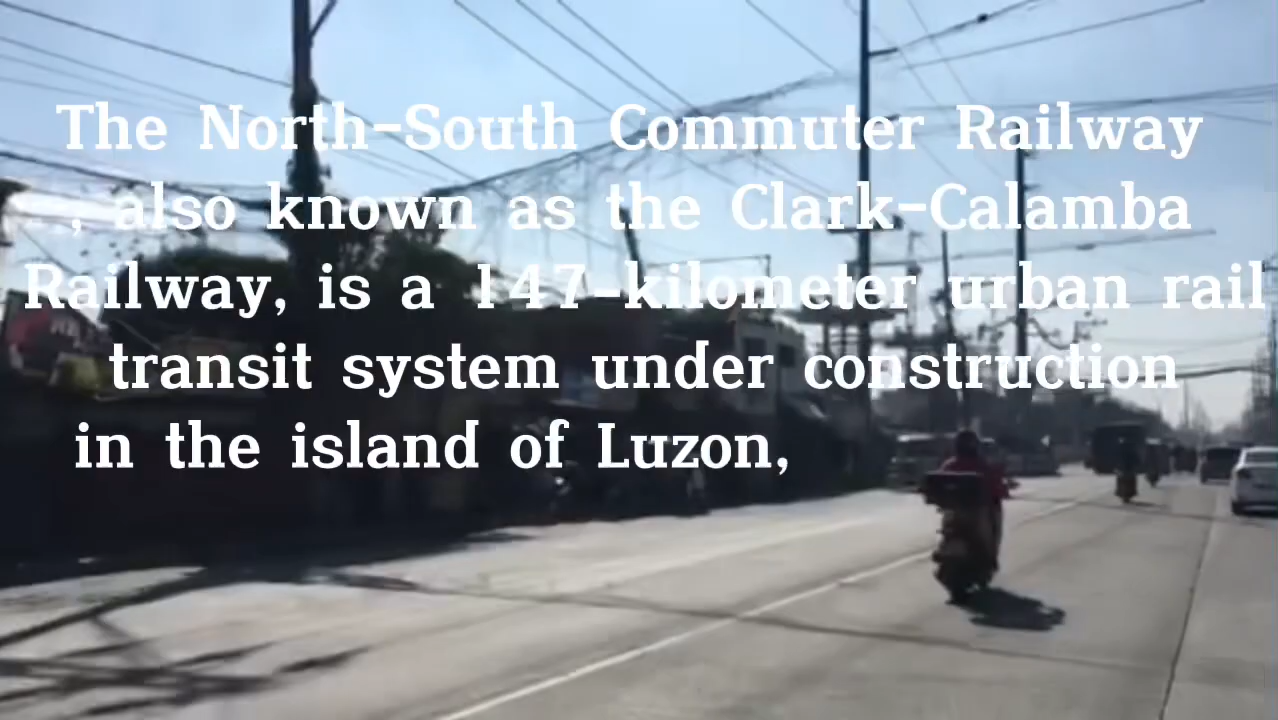 The North-South Commuter Railway
, also known as the Clark-Calamba
Railway, is a 147-kilometer urban rail
transit system under construction
in the island of Luzon,